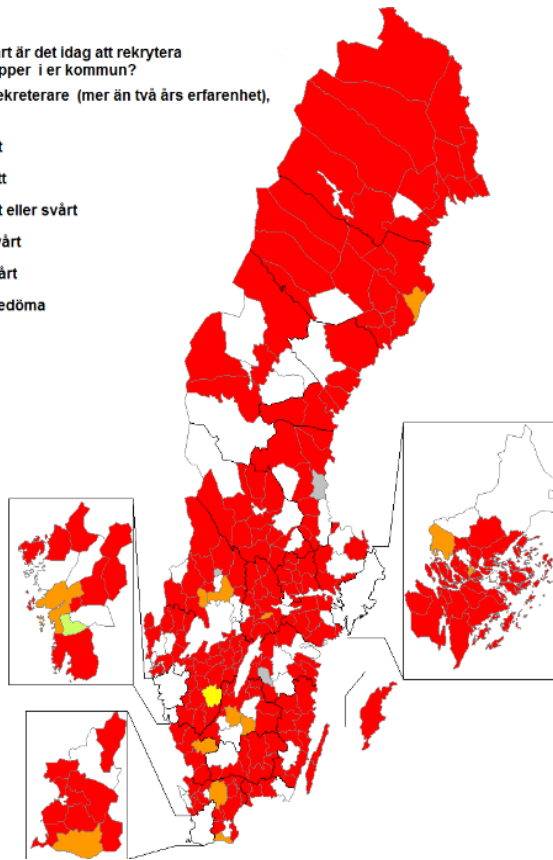 rt är det idag att rekrytera
pper i er kommun?
ekreterare (mer än två års erfarenhet),
t
tt
t eller svårt
vårt
årt
edöma